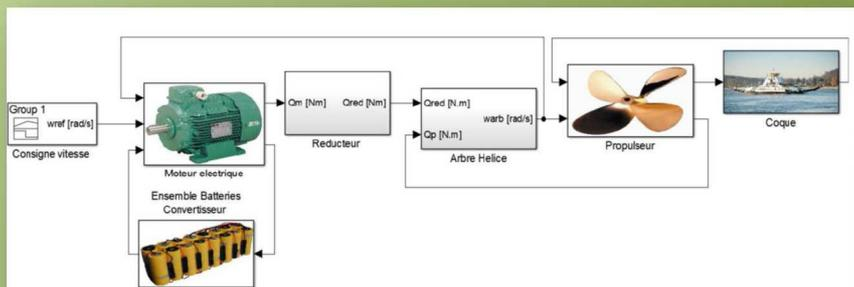 Group 1
wref [rad/s]
Consigne vitesse
Moteur electrique
Ensemble Batteries
Convertisseur
Qm [Nm]
Qred [Nm]
Reducteur
Qred [N.m]
Qp [N.m]
warb [rad/s]
Arbre Helice
Propulseur
Coque